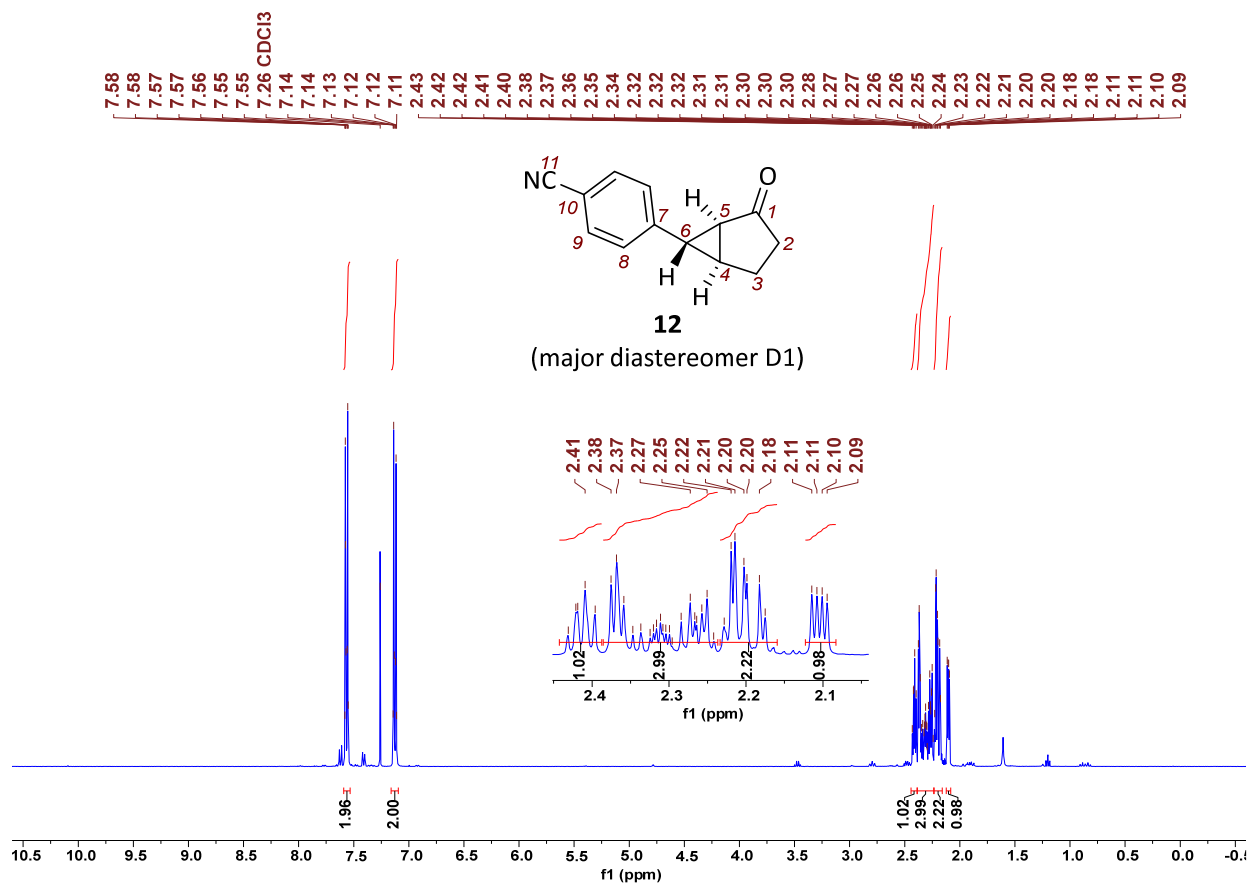 7.58 7.58 7.57 7.57 7.56 7.55 7.55 7.26 CDCl3 7.14 7.14 7.13 7.12 7.12 7.11 2.43 2.42 2.42 2.41 2.40 2.38 2.37 2.36 2.35 2.34 2.32 2.32 2.32 2.31 2.31 2.30 2.30 2.30 2.28 2.27 2.27 2.26 2.26 2.25 2.24 2.23 2.22 2.21 2.20 2.20 2.18 2.18 2.11 2.11 2.10 2.09
NC 11 10 9 8 7 6 5 4 3 2 1 O H H H
12
(major diastereomer D1)
2.41 2.38 2.37 2.27 2.25 2.22 2.21 2.20 2.20 2.18 2.11 2.11 2.10 2.09
1.02 2.99 2.22 0.98
2.4 2.3 2.2 2.1
f1 (ppm)
1.96 2.00 1.02 2.99 2.22 0.98
10.5 10.0 9.5 9.0 8.5 8.0 7.5 7.0 6.5 6.0 5.5 5.0 4.5 4.0 3.5 3.0 2.5 2.0 1.5 1.0 0.5 0.0
f1 (ppm)